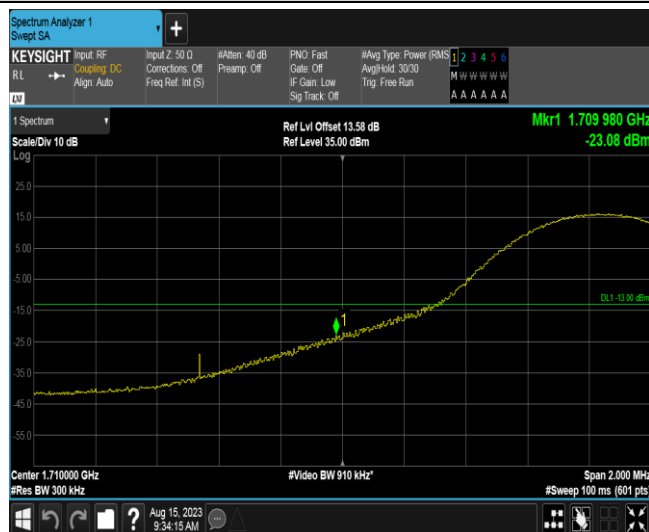 Spectrum Analyzer 1
Swept SA
+
KEYSIGHT
RL
LXI
Input: RF
Coupling: DC
Align: Auto
Input Z: 50 Ω
Corrections: Off
Freq Ref: Int (S)
#Atten: 40 dB
Preamp: Off
PNO: Fast
Gate: Off
IF Gain: Low
Sig Track: Off
#Avg Type: Power (RMS
Avg|Hold: 30/30
Trig: Free Run
1 2 3 4 5 6
M W W W W W
A A A A A A
1 Spectrum
Scale/Div 10 dB
Log
Ref Lvl Offset 13.58 dB
Ref Level 35.00 dBm
Mkr1 1.709 980 GHz
-23.08 dBm
25.0
15.0
5.00
-5.00
-15.0
-25.0
-35.0
-45.0
-55.0
DL1 -13.00 dBm
1
Center 1.710000 GHz
#Res BW 300 kHz
#Video BW 910 kHz*
Span 2.000 MHz
#Sweep 100 ms (601 pts)
?
Aug 15, 2023
9:34:15 AM